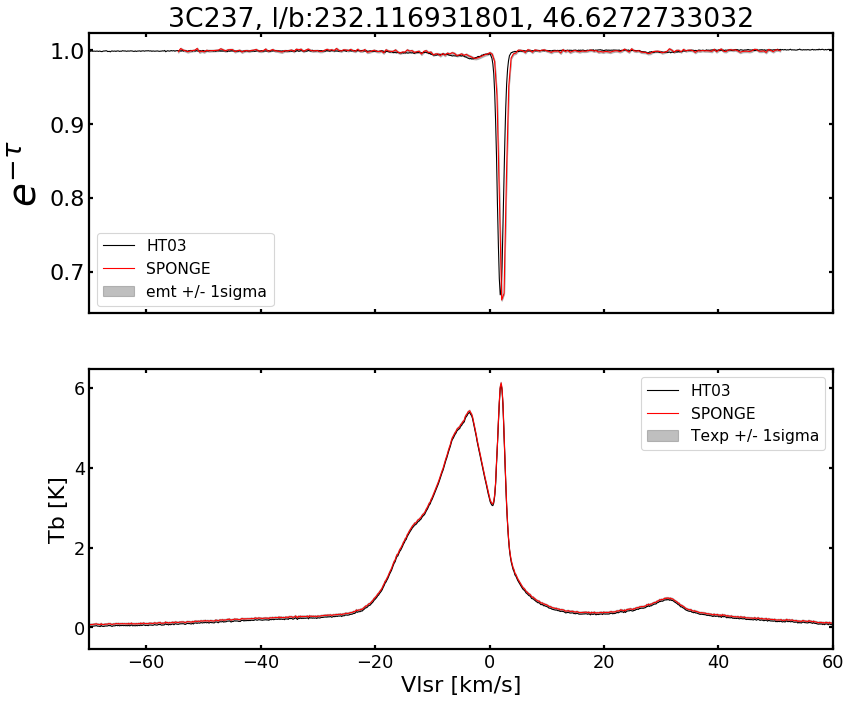 3C237, l/b:232.116931801, 46.6272733032
1.0
0.9
0.8
0.7
e^{-τ}
HT03
SPONGE
emt +/- 1sigma
6
4
2
0
Tb [K]
HT03
SPONGE
Texp +/- 1sigma
−60 −40 −20 0 20 40 60
Vlsr [km/s]